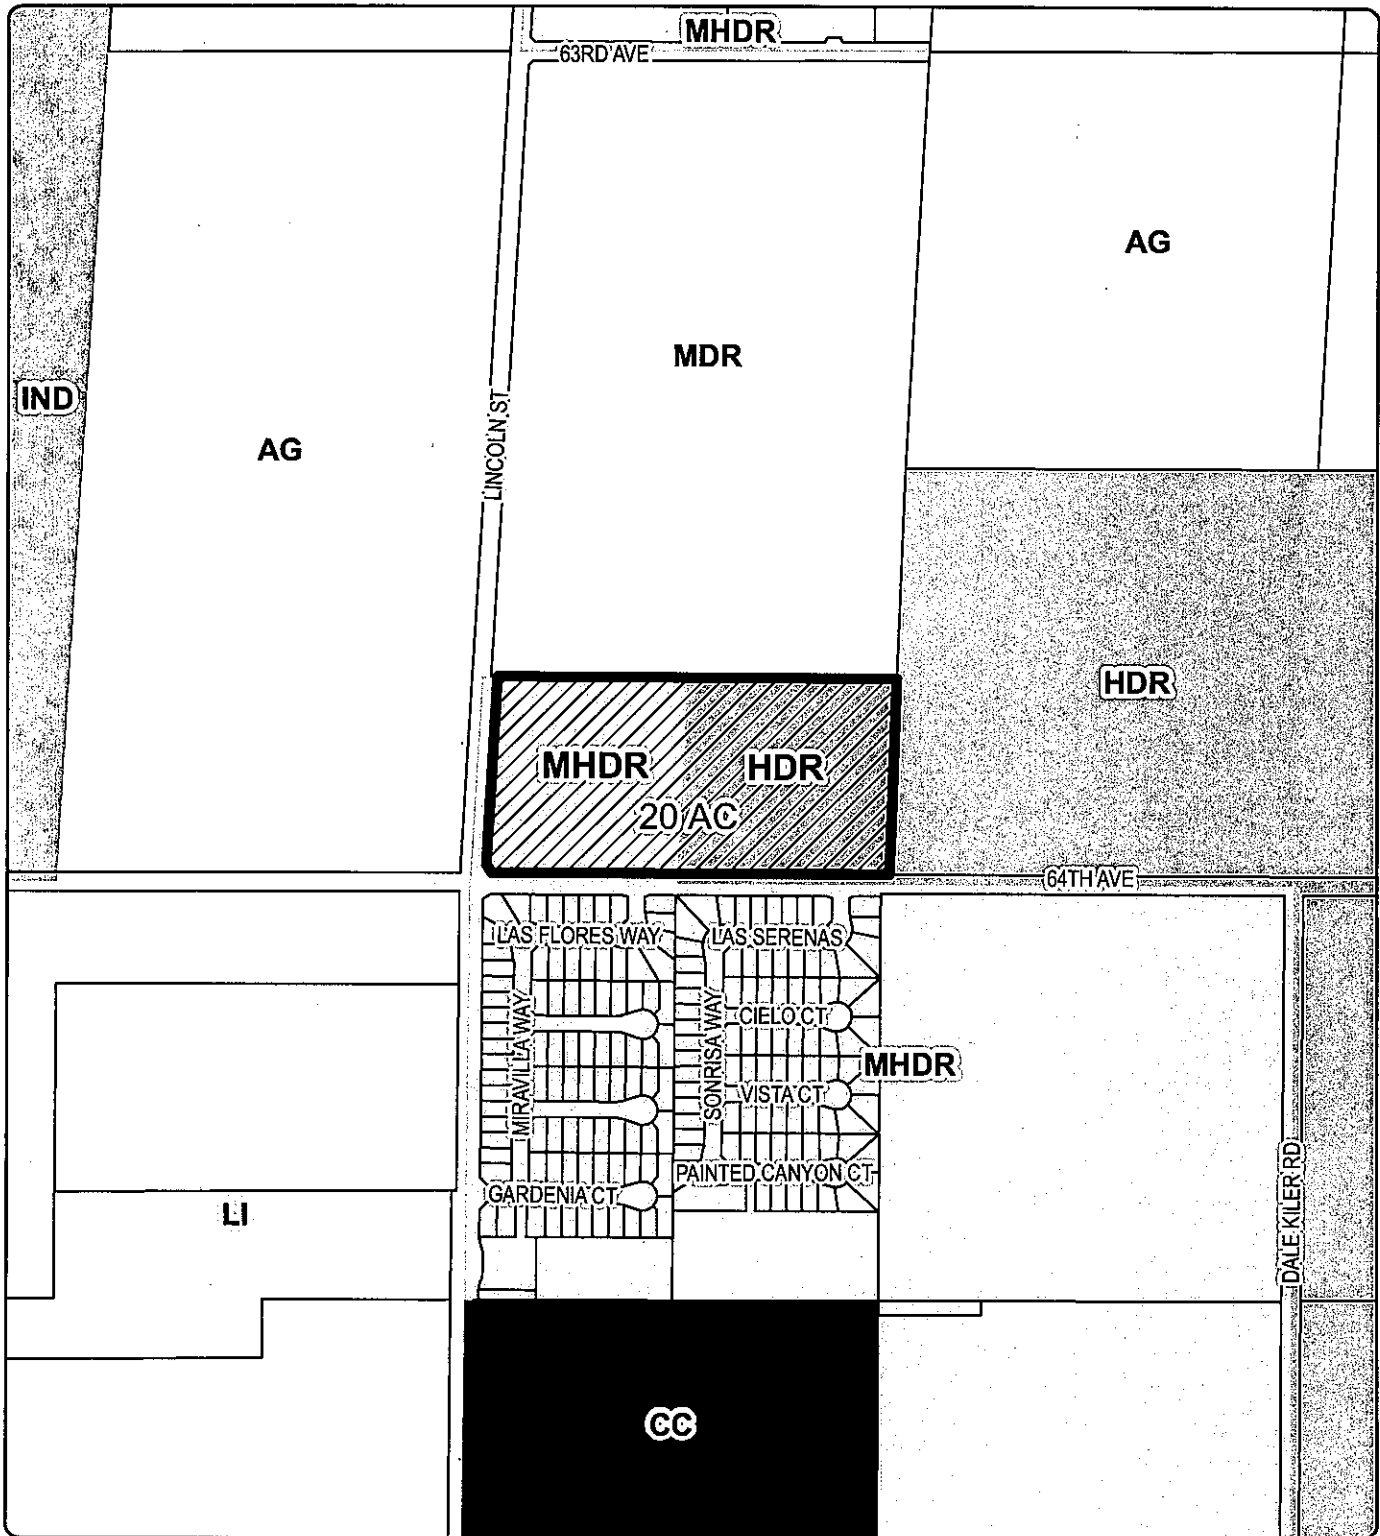 MHDR
63RD AVE
AG
MDR
IND
AG
LINCOLN ST
HDR
MHDR
HDR
20 AC
64TH AVE
LAS FLORES WAY
LAS SERENAS
MIRAVILLA WAY
SONRISA WAY
CIELO CT
MHDR
VISTA CT
PAINTED CANYON CT
GARDENIA CT
LI
DALE KILER RD
CC